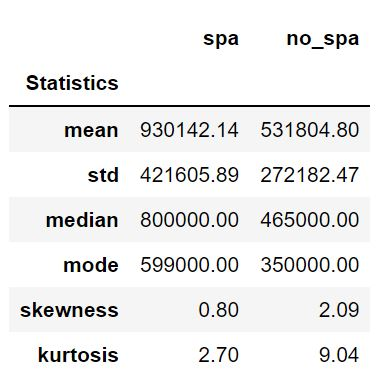 spa no_spa
Statistics
mean 930142.14 531804.80
std 421605.89 272182.47
median 800000.00 465000.00
mode 599000.00 350000.00
skewness 0.80 2.09
kurtosis 2.70 9.04